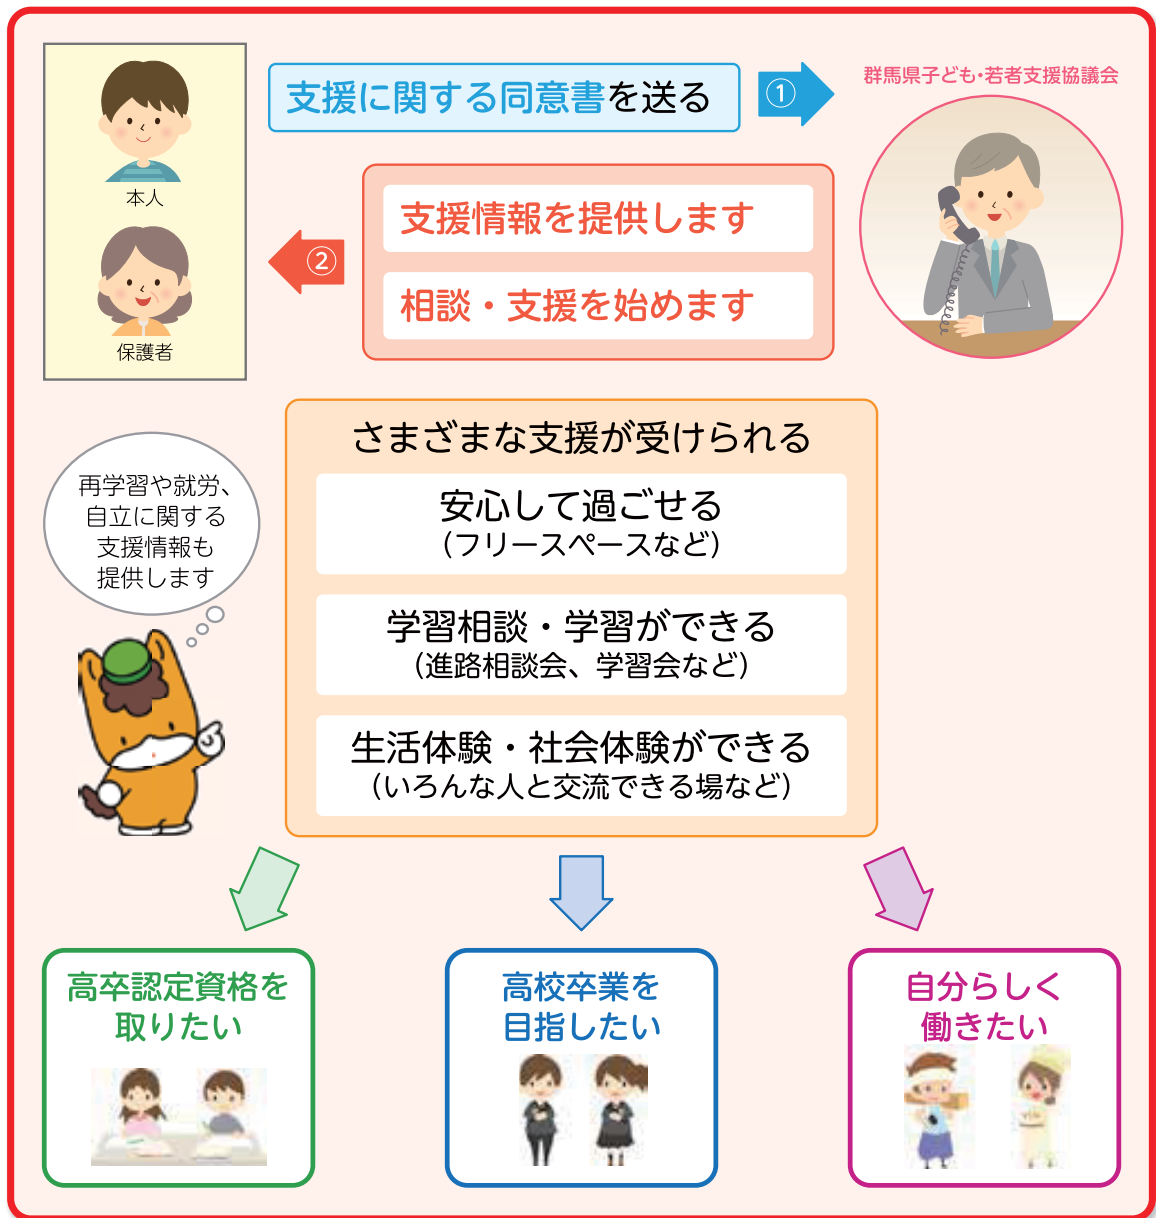 支援に関する同意書を送る
①
群馬県子ども・若者支援協議会
本人
支援情報を提供します
②
相談・支援を始めます
保護者
さまざまな支援が受けられる
安心して過ごせる
(フリースペースなど)
学習相談・学習ができる
(進路相談会、学習会など)
生活体験・社会体験ができる
(いろんな人と交流できる場など)
再学習や就労、
自立に関する
支援情報も
提供します
高卒認定資格を
取りたい
高校卒業を
目指したい
自分らしく
働きたい